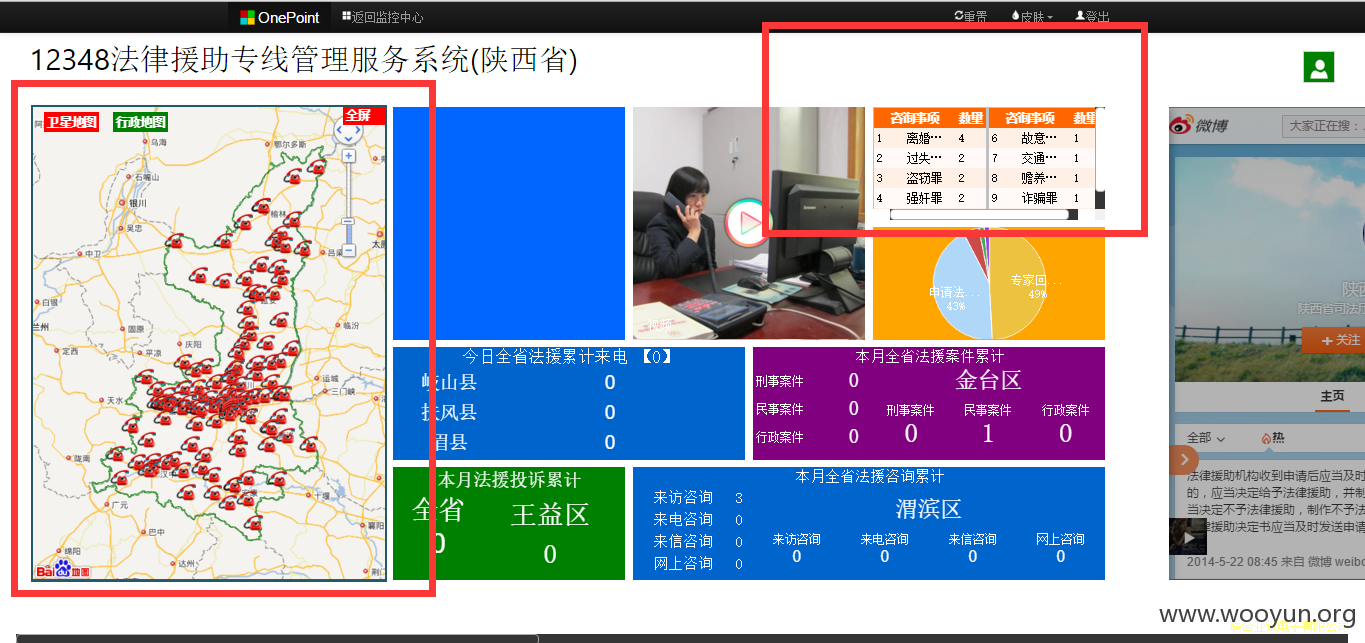 OnePoint
返回监控中心
重置
皮肤
登出
12348法律援助专线管理服务系统(陕西省)
卫星地图
行政地图
全屏
乌海
鄂尔多斯
石嘴山
银川
榆林
吴忠
中卫
吕梁
太原
白银
兰州
固原
临汾
定西
平凉
庆阳
运城
三门峡
天水
陇南
汉中
十堰
广元
襄阳
巴中
绵阳
达州
荆门
Bai 地图
咨询事项 数量 咨询事项 数量
1 离婚… 4 6 故意… 1
2 过失… 2 7 交通… 1
3 盗窃罪 2 8 赡养… 1
4 强奸罪 2 9 诈骗罪 1
视频
申请法...
43%
专家回...
49%
今日全省法援累计来电 【0】
岐山县 0
扶风县 0
眉县 0
本月全省法援案件累计
刑事案件 0
民事案件 0
行政案件 0
金台区
刑事案件 民事案件 行政案件
0 1 0
本月法援投诉累计
全省 王益区
0 0
本月全省法援咨询累计
来访咨询 3
来电咨询 0
来信咨询 0
网上咨询 0
渭滨区
来访咨询 来电咨询 来信咨询 网上咨询
0 0 0 0
微博
大家正在搜：
陕西
陕西省司法厅
+关注
主页
全部
热
法律援助机构收到申请后应当及时
的，应当决定给予法律援助，并制
当决定不予法律援助，制作不予法
律援助决定书应当及时发送申请
2014-5-22 08:45 来自 微博 weibo
www.wooyun.org